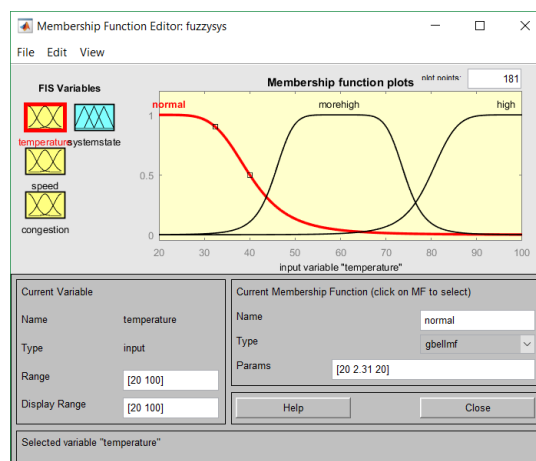 Membership Function Editor: fuzzysys
File Edit View
FIS Variables
temperature systemstate
speed
congestion
Membership function plots plot points: 181
normal morehigh high
1
0.5
0
20 30 40 50 60 70 80 90 100
input variable "temperature"
Current Variable
Name temperature
Type input
Range [20 100]
Display Range [20 100]
Current Membership Function (click on MF to select)
Name normal
Type gbellmf
Params [20 2.31 20]
Help Close
Selected variable "temperature"